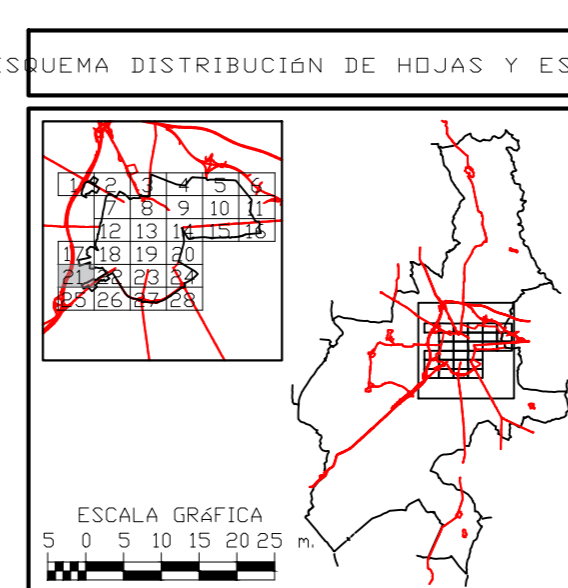 ESQUEMA DISTRIBUCIóN DE HOJAS Y ES
1 2 3 4 5 6
7 8 9 10 11
12 13 14 15 16
18 19 20
21 22 23 24
25 26 27 28
ESCALA GRáFICA
5 0 5 10 15 20 25 m.